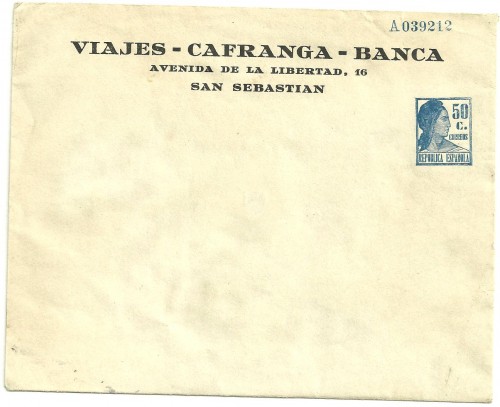 A039212
VIAJES - CAFRANGA - BANCA
AVENIDA DE LA LIBERTAD, 16
SAN SEBASTIAN
50
C.
CORREOS
REPUBLICA ESPAÑOLA